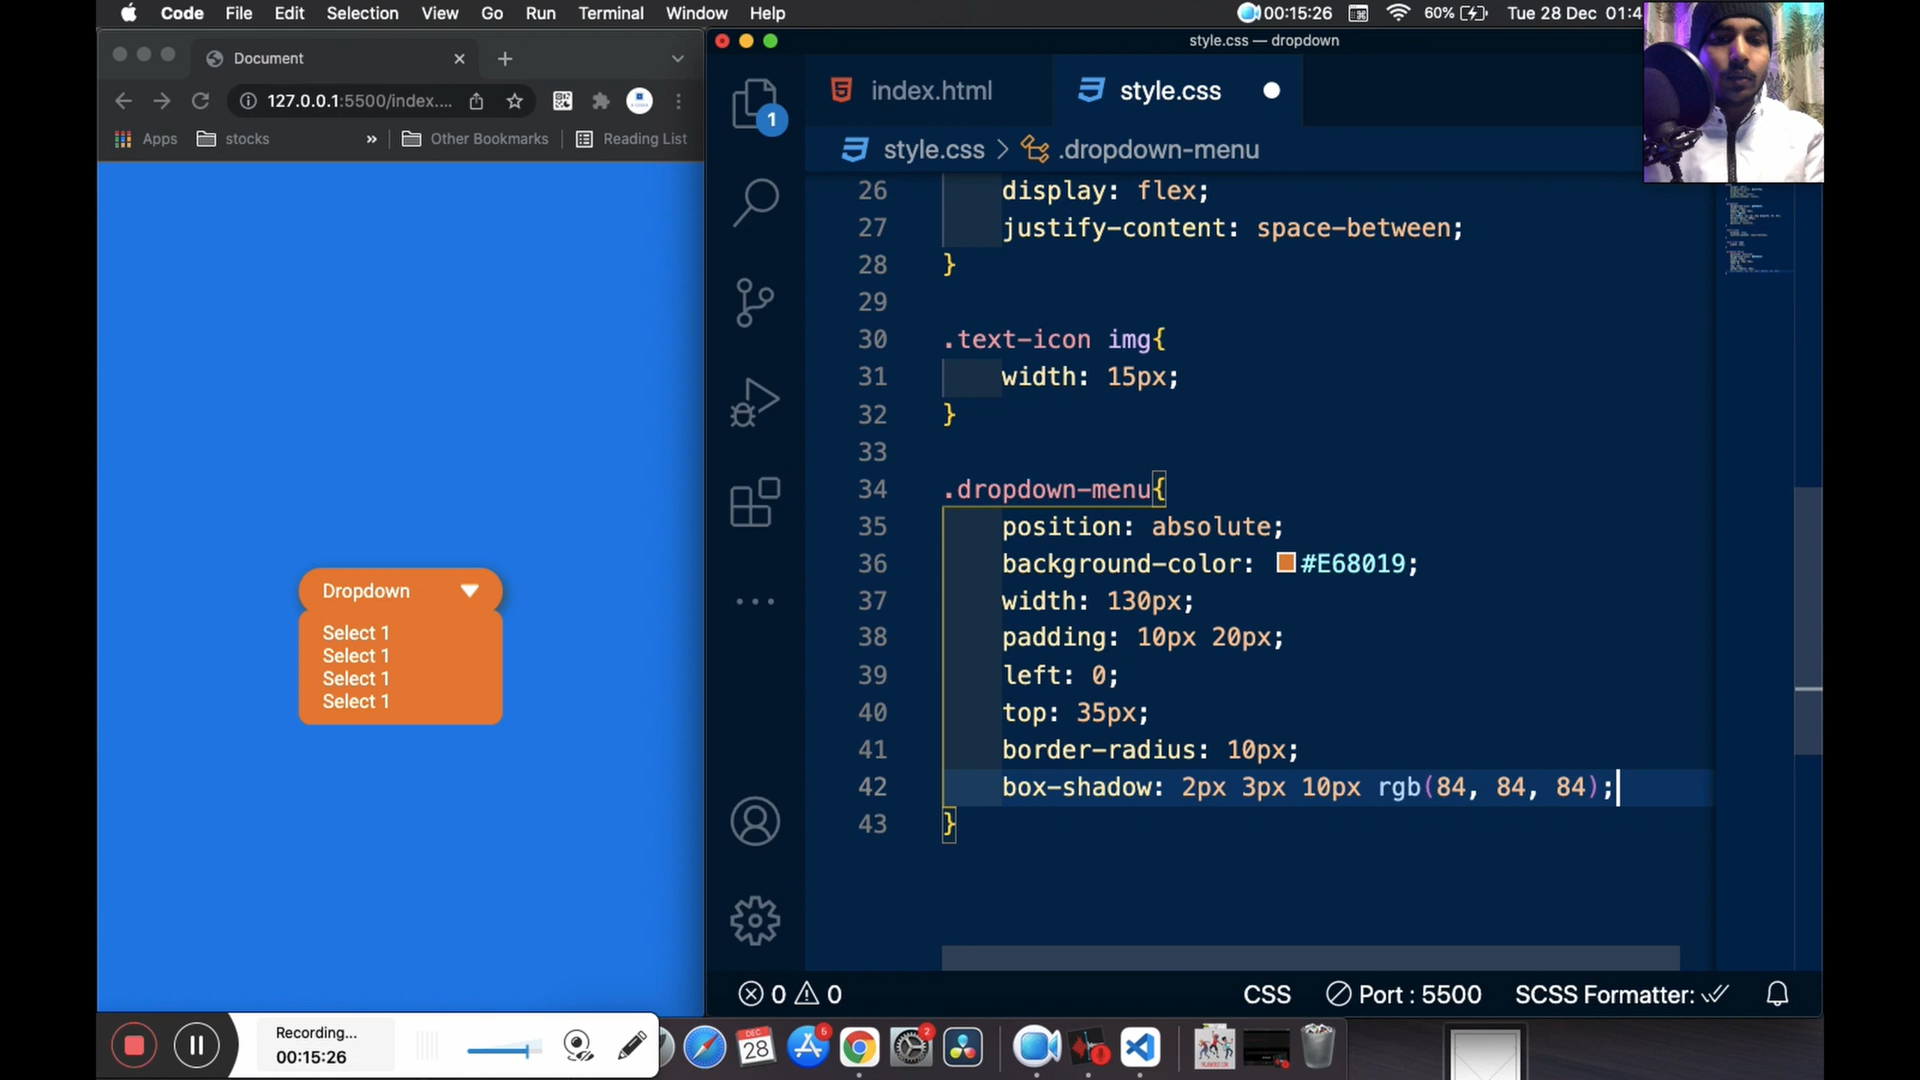 Code File Edit Selection View Go Run Terminal Window Help 00:15:26 60% Tue 28 Dec 01:4
Document
127.0.0.1:5500/index....
Apps stocks » Other Bookmarks Reading List
Dropdown
Select 1
Select 1
Select 1
Select 1
style.css — dropdown
1
index.html style.css
style.css > .dropdown-menu
26 display: flex;
27 justify-content: space-between;
28 }
29
30 .text-icon img{
31 width: 15px;
32 }
33
34 .dropdown-menu{
35 position: absolute;
36 background-color: #E68019;
37 width: 130px;
38 padding: 10px 20px;
39 left: 0;
40 top: 35px;
41 border-radius: 10px;
42 box-shadow: 2px 3px 10px rgb(84, 84, 84);
43 }
0 0 CSS Port : 5500 SCSS Formatter:
Recording...
00:15:26
DEC
28
5
2